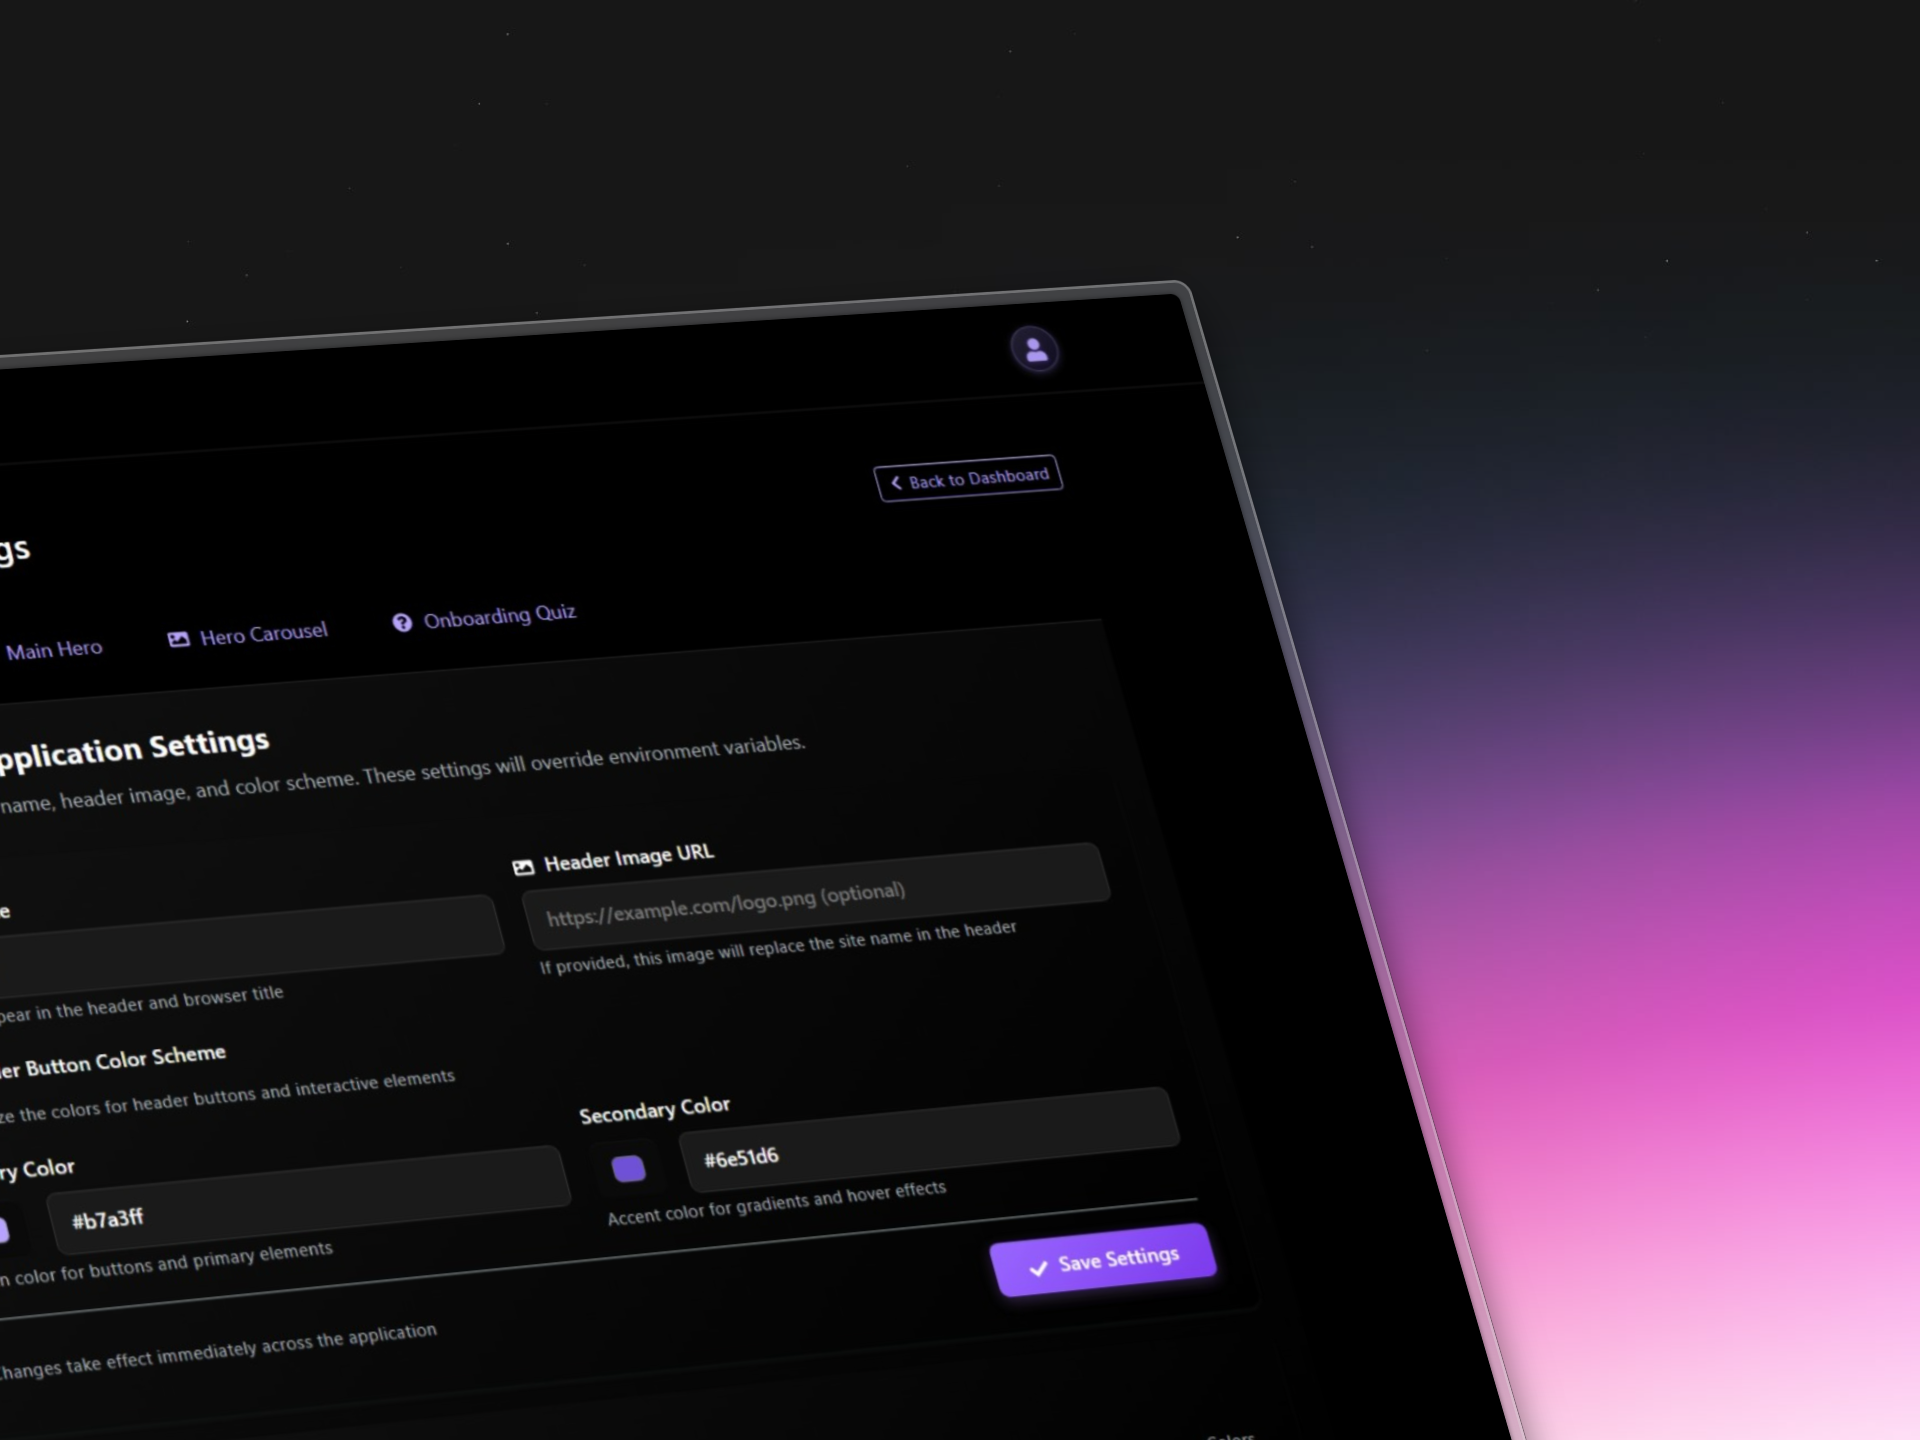 gs
Back to Dashboard
Main Hero
Hero Carousel
Onboarding Quiz
pplication Settings
name, header image, and color scheme. These settings will override environment variables.
e
Header Image URL
https://example.com/logo.png (optional)
pear in the header and browser title
If provided, this image will replace the site name in the header
er Button Color Scheme
ze the colors for header buttons and interactive elements
ry Color
#b7a3ff
n color for buttons and primary elements
Secondary Color
#6e51d6
Accent color for gradients and hover effects
Changes take effect immediately across the application
Save Settings